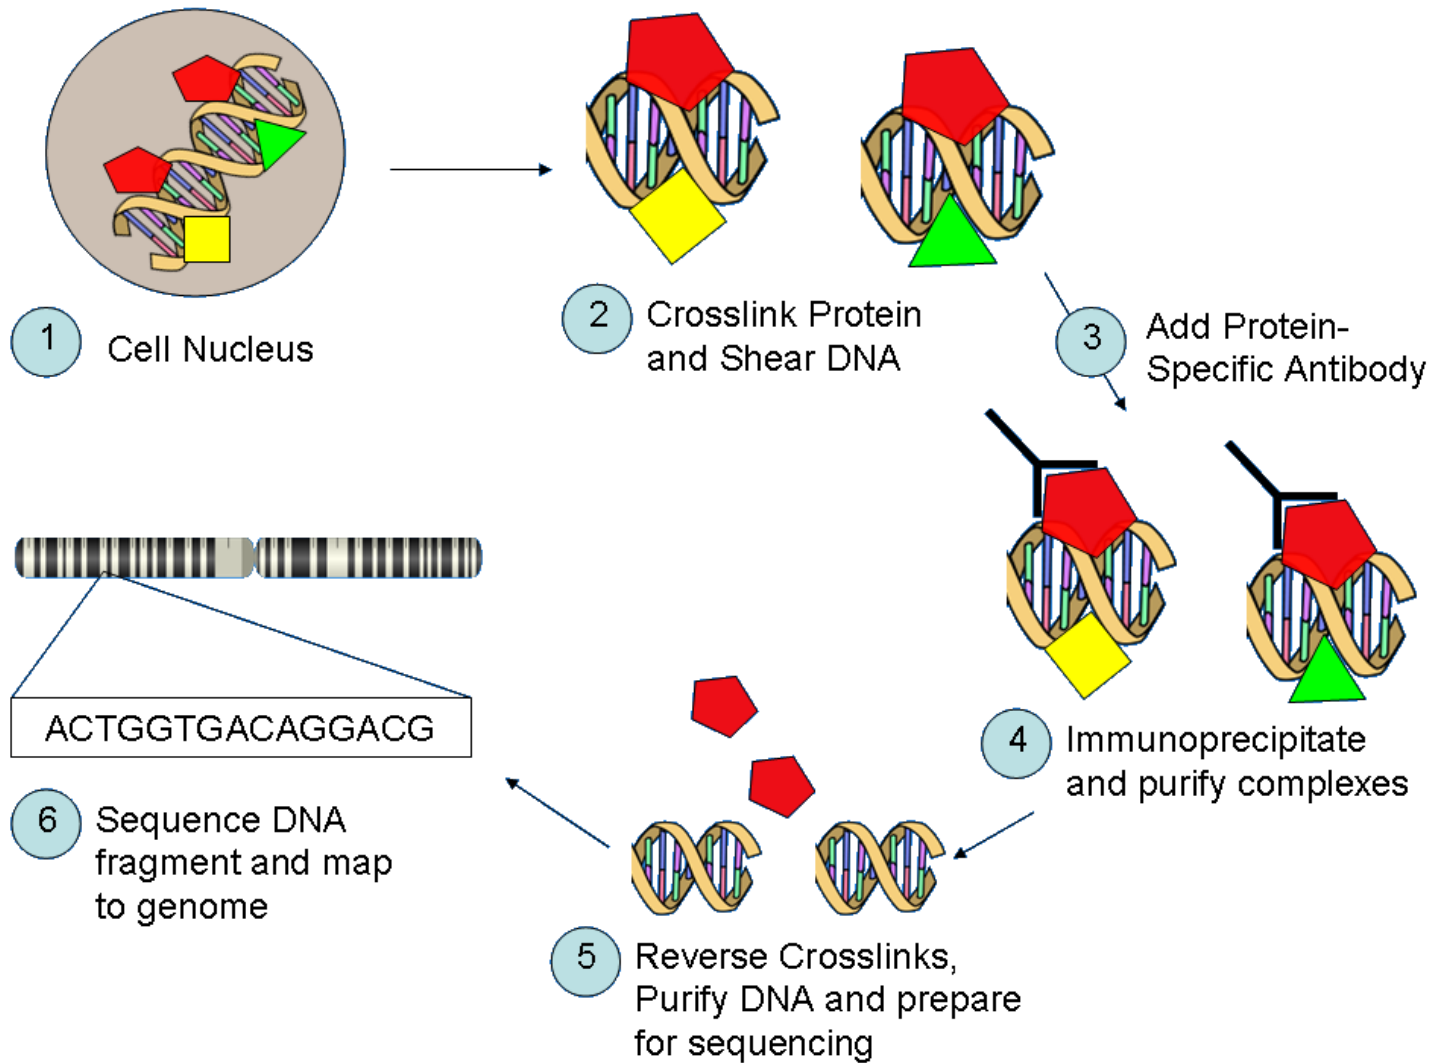 1
Cell Nucleus
2
Crosslink Protein
and Shear DNA
3
Add Protein-
Specific Antibody
4
Immunoprecipitate
and purify complexes
5
Reverse Crosslinks,
Purify DNA and prepare
for sequencing
ACTGGTGACAGGACG
6
Sequence DNA
fragment and map
to genome